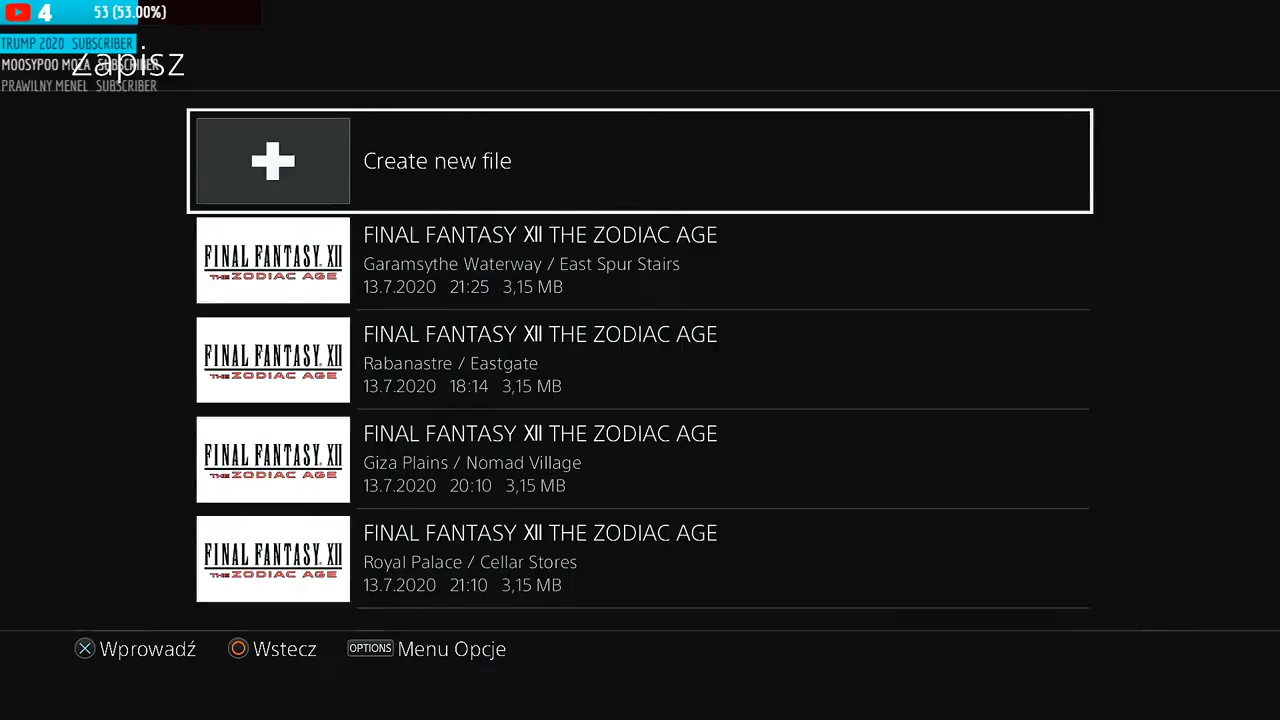 4 53 (53.00%)
TRUMP 2020 SUBSCRIBER
Zapisz
MOOSYPOO MOZA SUBSCRIBER
PRAWILNY MENEL SUBSCRIBER
Create new file
FINAL FANTASY XII
THE ZODIAC AGE
FINAL FANTASY XII THE ZODIAC AGE
Garamsythe Waterway / East Spur Stairs
13.7.2020 21:25 3,15 MB
FINAL FANTASY XII
THE ZODIAC AGE
FINAL FANTASY XII THE ZODIAC AGE
Rabanastre / Eastgate
13.7.2020 18:14 3,15 MB
FINAL FANTASY XII
THE ZODIAC AGE
FINAL FANTASY XII THE ZODIAC AGE
Giza Plains / Nomad Village
13.7.2020 20:10 3,15 MB
FINAL FANTASY XII
THE ZODIAC AGE
FINAL FANTASY XII THE ZODIAC AGE
Royal Palace / Cellar Stores
13.7.2020 21:10 3,15 MB
Wprowadź Wstecz OPTIONS Menu Opcje